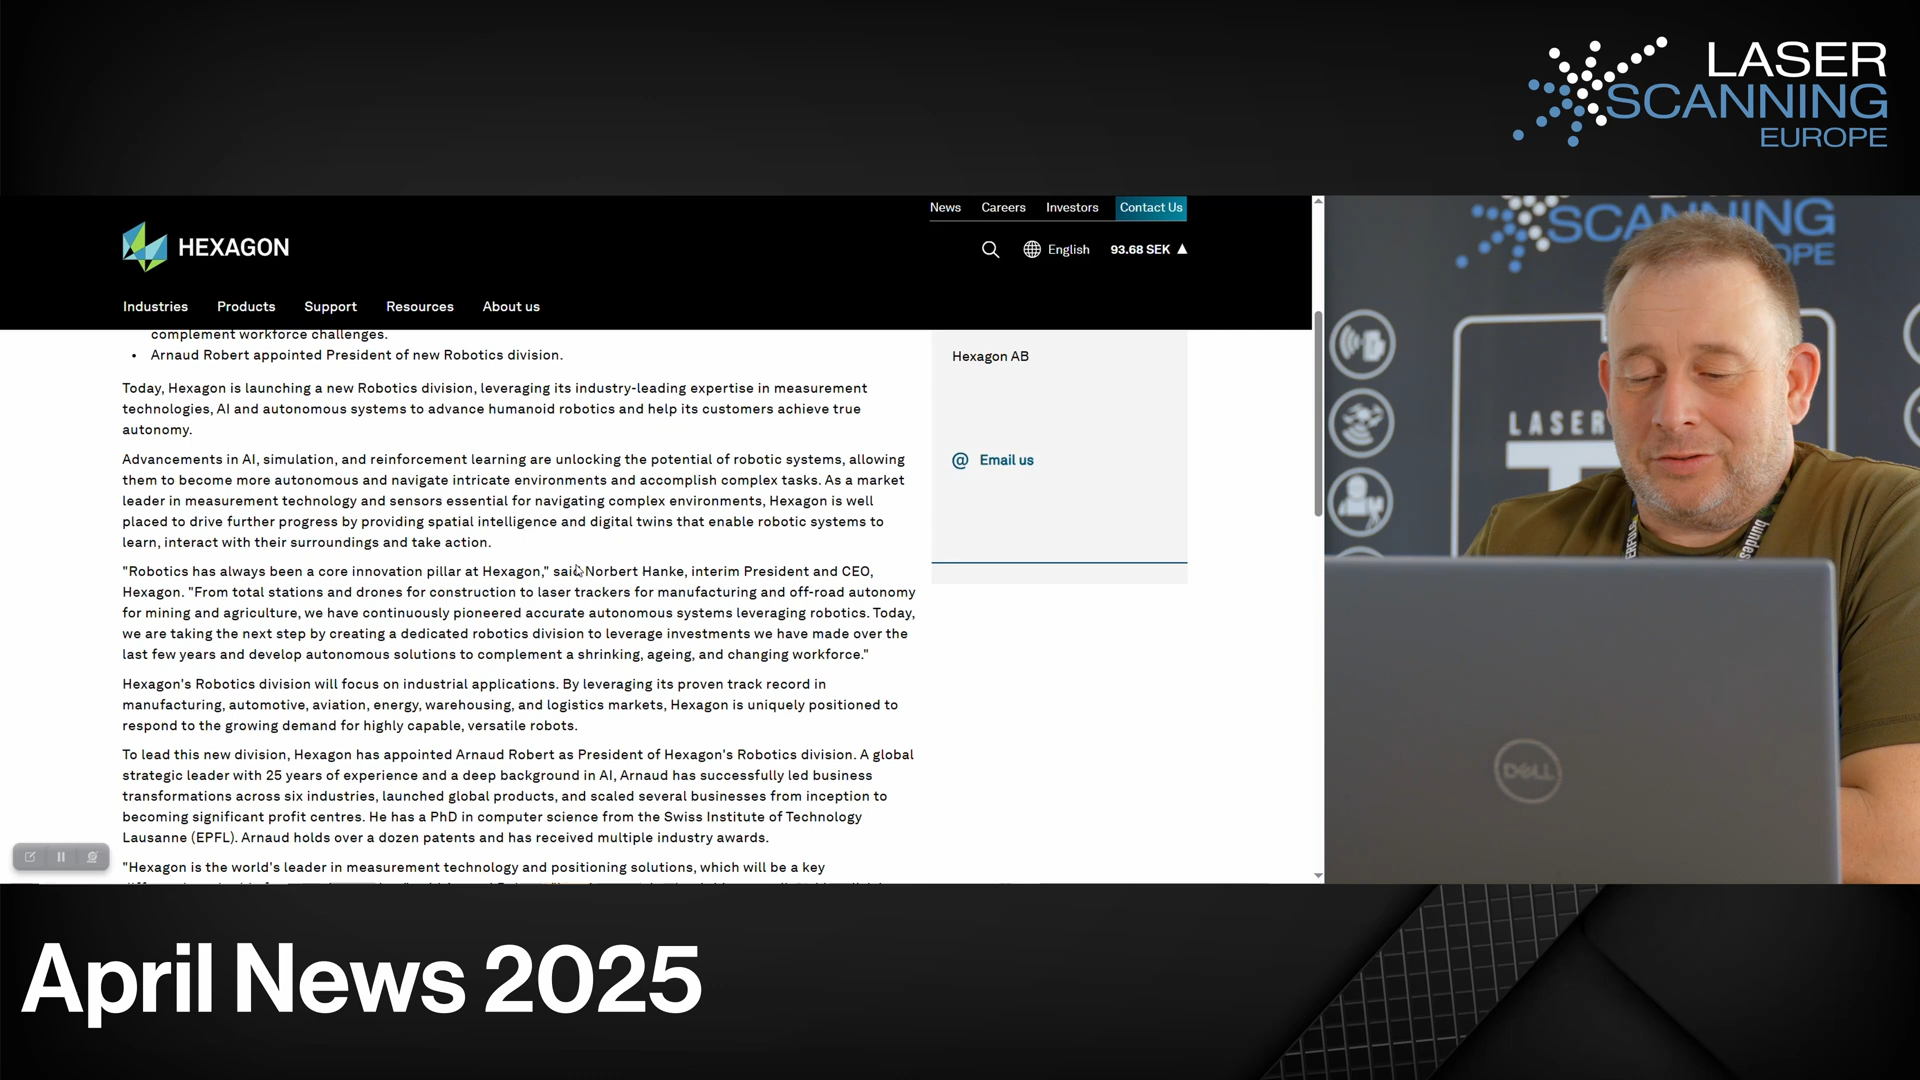 LASER
SCANNING
EUROPE
News Careers Investors Contact Us
HEXAGON
English 93.68 SEK
Industries Products Support Resources About us
complement workforce challenges.
• Arnaud Robert appointed President of new Robotics division.
Today, Hexagon is launching a new Robotics division, leveraging its industry-leading expertise in measurement
technologies, AI and autonomous systems to advance humanoid robotics and help its customers achieve true
autonomy.
Advancements in AI, simulation, and reinforcement learning are unlocking the potential of robotic systems, allowing
them to become more autonomous and navigate intricate environments and accomplish complex tasks. As a market
leader in measurement technology and sensors essential for navigating complex environments, Hexagon is well
placed to drive further progress by providing spatial intelligence and digital twins that enable robotic systems to
learn, interact with their surroundings and take action.
"Robotics has always been a core innovation pillar at Hexagon," said Norbert Hanke, interim President and CEO,
Hexagon. "From total stations and drones for construction to laser trackers for manufacturing and off-road autonomy
for mining and agriculture, we have continuously pioneered accurate autonomous systems leveraging robotics. Today,
we are taking the next step by creating a dedicated robotics division to leverage investments we have made over the
last few years and develop autonomous solutions to complement a shrinking, ageing, and changing workforce."
Hexagon's Robotics division will focus on industrial applications. By leveraging its proven track record in
manufacturing, automotive, aviation, energy, warehousing, and logistics markets, Hexagon is uniquely positioned to
respond to the growing demand for highly capable, versatile robots.
To lead this new division, Hexagon has appointed Arnaud Robert as President of Hexagon's Robotics division. A global
strategic leader with 25 years of experience and a deep background in AI, Arnaud has successfully led business
transformations across six industries, launched global products, and scaled several businesses from inception to
becoming significant profit centres. He has a PhD in computer science from the Swiss Institute of Technology
Lausanne (EPFL). Arnaud holds over a dozen patents and has received multiple industry awards.
"Hexagon is the world's leader in measurement technology and positioning solutions, which will be a key
Hexagon AB
@ Email us
SCANNING
OPE
LASER
T
bundes
DELL
April News 2025